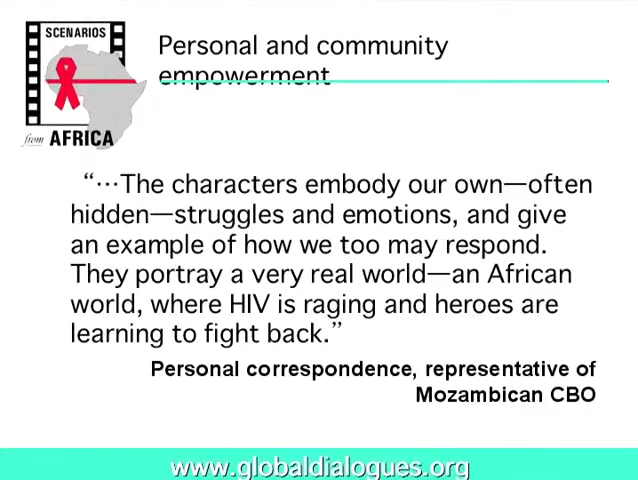 SCENARIOS
from AFRICA
Personal and community
empowerment
“…The characters embody our own—often
hidden—struggles and emotions, and give
an example of how we too may respond.
They portray a very real world—an African
world, where HIV is raging and heroes are
learning to fight back.”
Personal correspondence, representative of
Mozambican CBO
www.globaldialogues.org